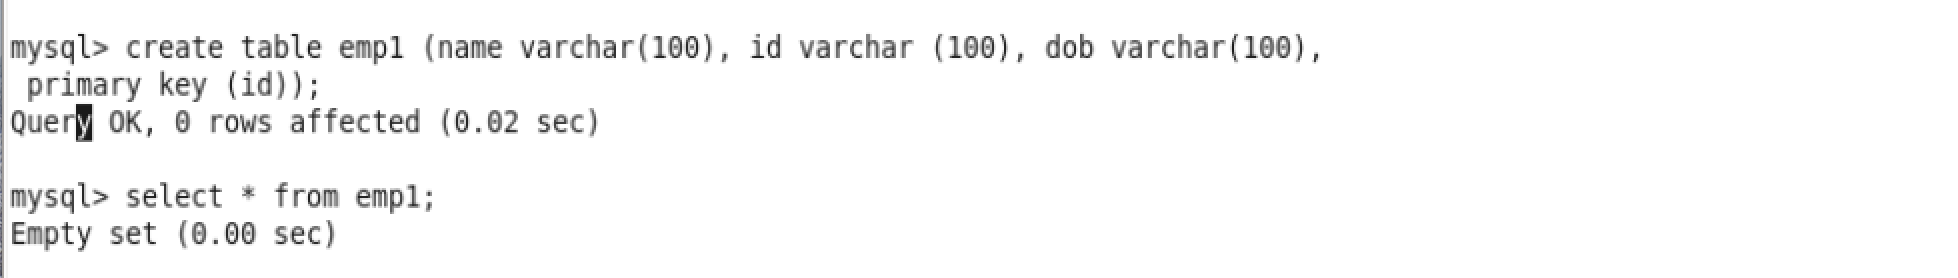 mysql> create table emp1 (name varchar(100), id varchar (100), dob varchar(100),
 primary key (id));
Query OK, 0 rows affected (0.02 sec)
mysql> select * from emp1;
Empty set (0.00 sec)